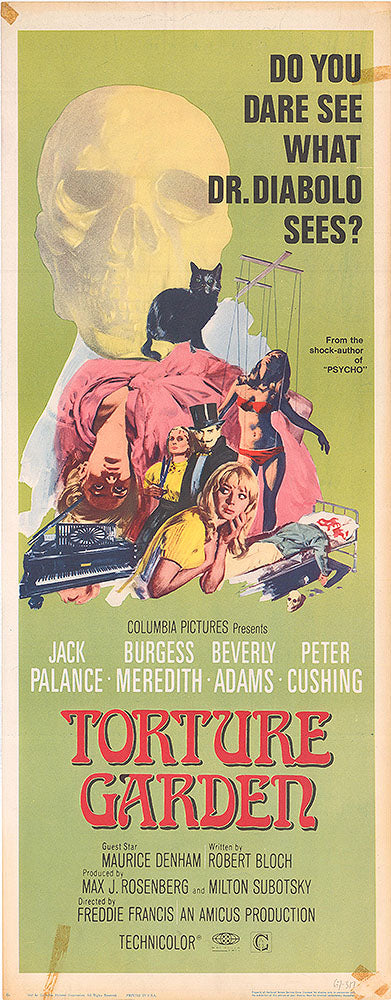 DO YOU
DARE SEE
WHAT
DR. DIABOLO
SEES?
From the
shock-author
of
"PSYCHO"
COLUMBIA PICTURES Presents
JACK BURGESS BEVERLY PETER
PALANCE · MEREDITH · ADAMS · CUSHING
TORTURE
GARDEN
Guest Star Written by
MAURICE DENHAM ROBERT BLOCH
Produced by
MAX J. ROSENBERG and MILTON SUBOTSKY
Directed by
FREDDIE FRANCIS AN AMICUS PRODUCTION
TECHNICOLOR®